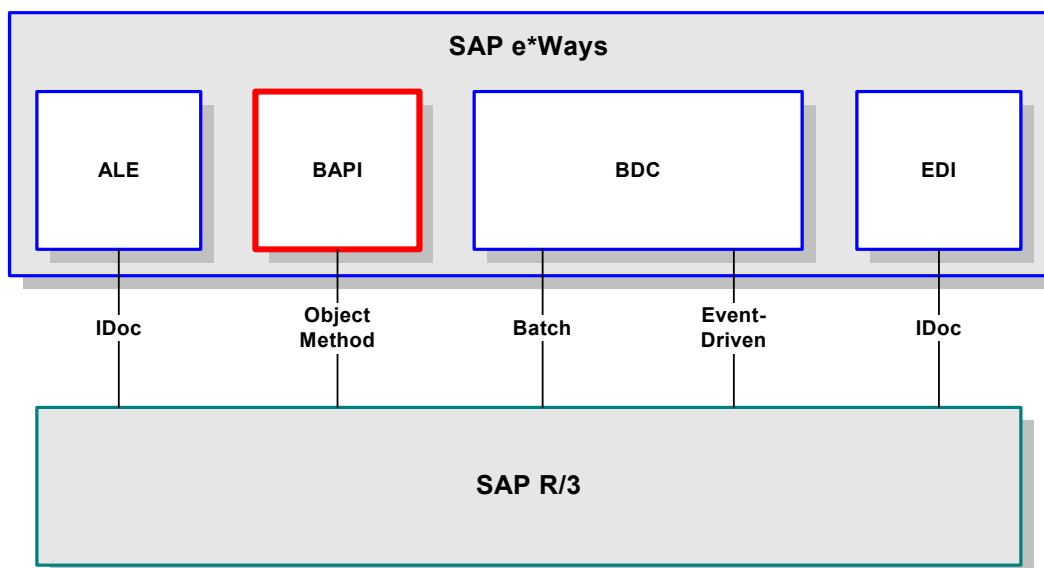 SAP e*Ways
ALE
BAPI
BDC
EDI
IDoc
Object
Method
Batch
Event-
Driven
IDoc
SAP R/3